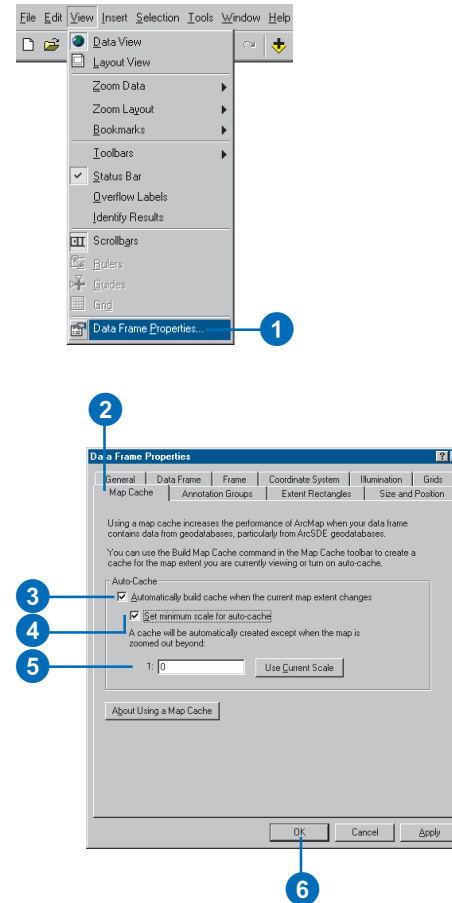 File Edit View Insert Selection Tools Window Help
Data View
Layout View
Zoom Data
Zoom Layout
Bookmarks
Toolbars
Status Bar
Overflow Labels
Identify Results
Scrollbars
Rulers
Guides
Grid
Data Frame Properties...
1
2
Data Frame Properties
General Data Frame Frame Coordinate System Illumination Grids
Map Cache Annotation Groups Extent Rectangles Size and Position
Using a map cache increases the performance of ArcMap when your data frame
contains data from geodatabases, particularly from ArcSDE geodatabases.
You can use the Build Map Cache command in the Map Cache toolbar to create a
cache for the map extent you are currently viewing or turn on auto-cache.
Auto-Cache
3 Automatically build cache when the current map extent changes
4 Set minimum scale for auto-cache
A cache will be automatically created except when the map is
zoomed out beyond:
5 1: 0 Use Current Scale
About Using a Map Cache
OK Cancel Apply
6